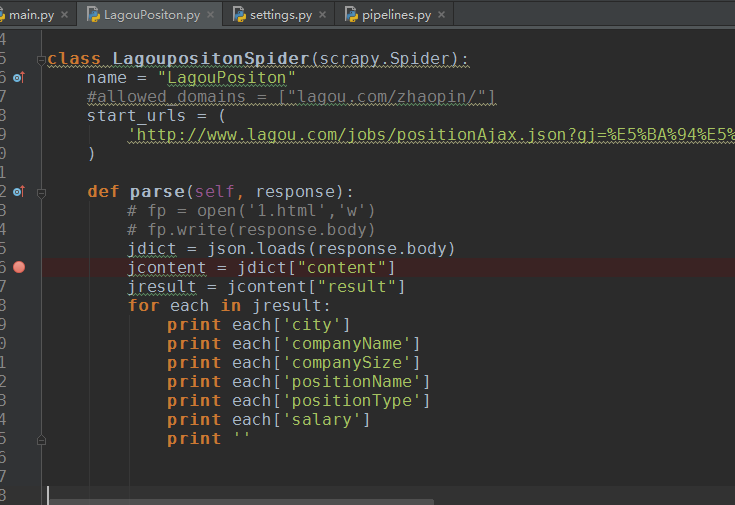 main.py LagouPositon.py settings.py pipelines.py
4
5 class LagoupositonSpider(scrapy.Spider):
6 name = "LagouPositon"
7 #allowed_domains = ["lagou.com/zhaopin/"]
8 start_urls = (
9 'http://www.lagou.com/jobs/positionAjax.json?gj=%E5%BA%94%E5%
0 )
1
2 def parse(self, response):
3 # fp = open('1.html','w')
4 # fp.write(response.body)
5 jdict = json.loads(response.body)
6 jcontent = jdict["content"]
7 jresult = jcontent["result"]
8 for each in jresult:
9 print each['city']
0 print each['companyName']
1 print each['companySize']
2 print each['positionName']
3 print each['positionType']
4 print each['salary']
5 print ''
6
7
8